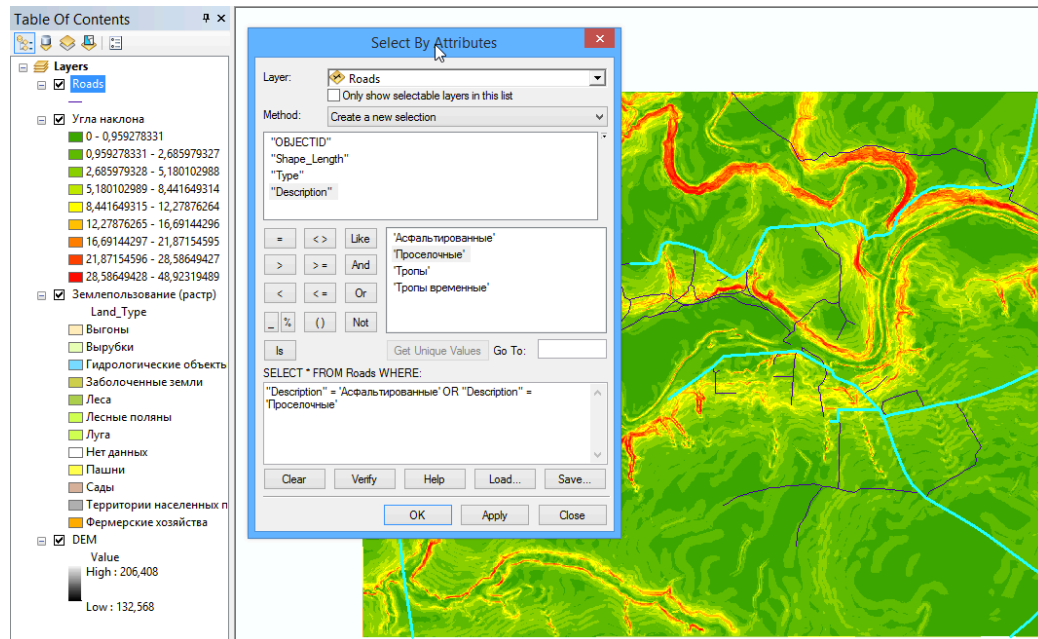 Table Of Contents
Layers
Roads
Угла наклона
0 - 0,959278331
0,959278331 - 2,685979327
2,685979328 - 5,180102988
5,180102989 - 8,441649314
8,441649315 - 12,27876264
12,27876265 - 16,69144296
16,69144297 - 21,87154595
21,87154596 - 28,58649427
28,58649428 - 48,92319489
Землепользование (растр)
Land_Type
Выгоны
Вырубки
Гидрологические объекть
Заболоченные земли
Леса
Лесные поляны
Луга
Нет данных
Пашни
Сады
Территории населенных п
Фермерские хозяйства
DEM
Value
High : 206,408
Low : 132,568
Select By Attributes
Layer:
Roads
Only show selectable layers in this list
Method:
Create a new selection
"OBJECTID"
"Shape_Length"
"Type"
"Description"
= < > Like
> > = And
< < = Or
_ % ( ) Not
Is
'Асфальтированные'
'Проселочные'
'Тропы'
'Тропы временные'
Get Unique Values Go To:
SELECT * FROM Roads WHERE:
"Description" = 'Асфальтированные' OR "Description" =
'Проселочные'
Clear Verify Help Load... Save...
OK Apply Close